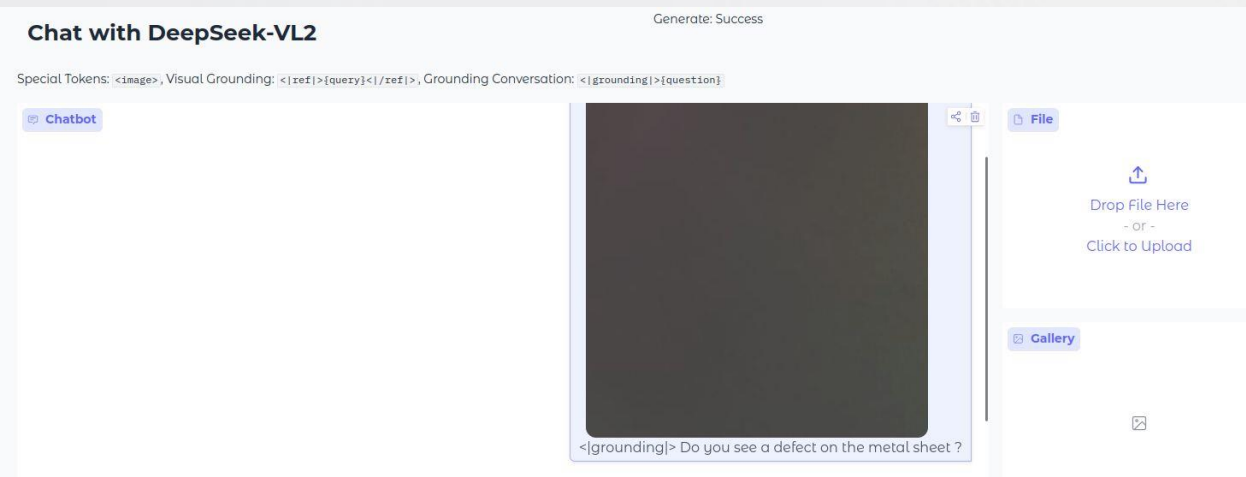 Generate: Success
Chat with DeepSeek-VL2
Special Tokens: <image>, Visual Grounding: <|ref|>{query}<|/ref|>, Grounding Conversation: <|grounding|>{question}
Chatbot
<|grounding|> Do you see a defect on the metal sheet ?
File
Drop File Here
- or -
Click to Upload
Gallery